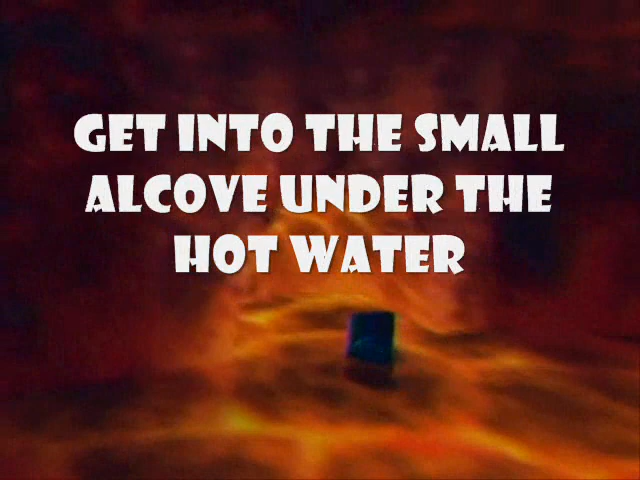 GET INTO THE SMALL
ALCOVE UNDER THE
HOT WATER